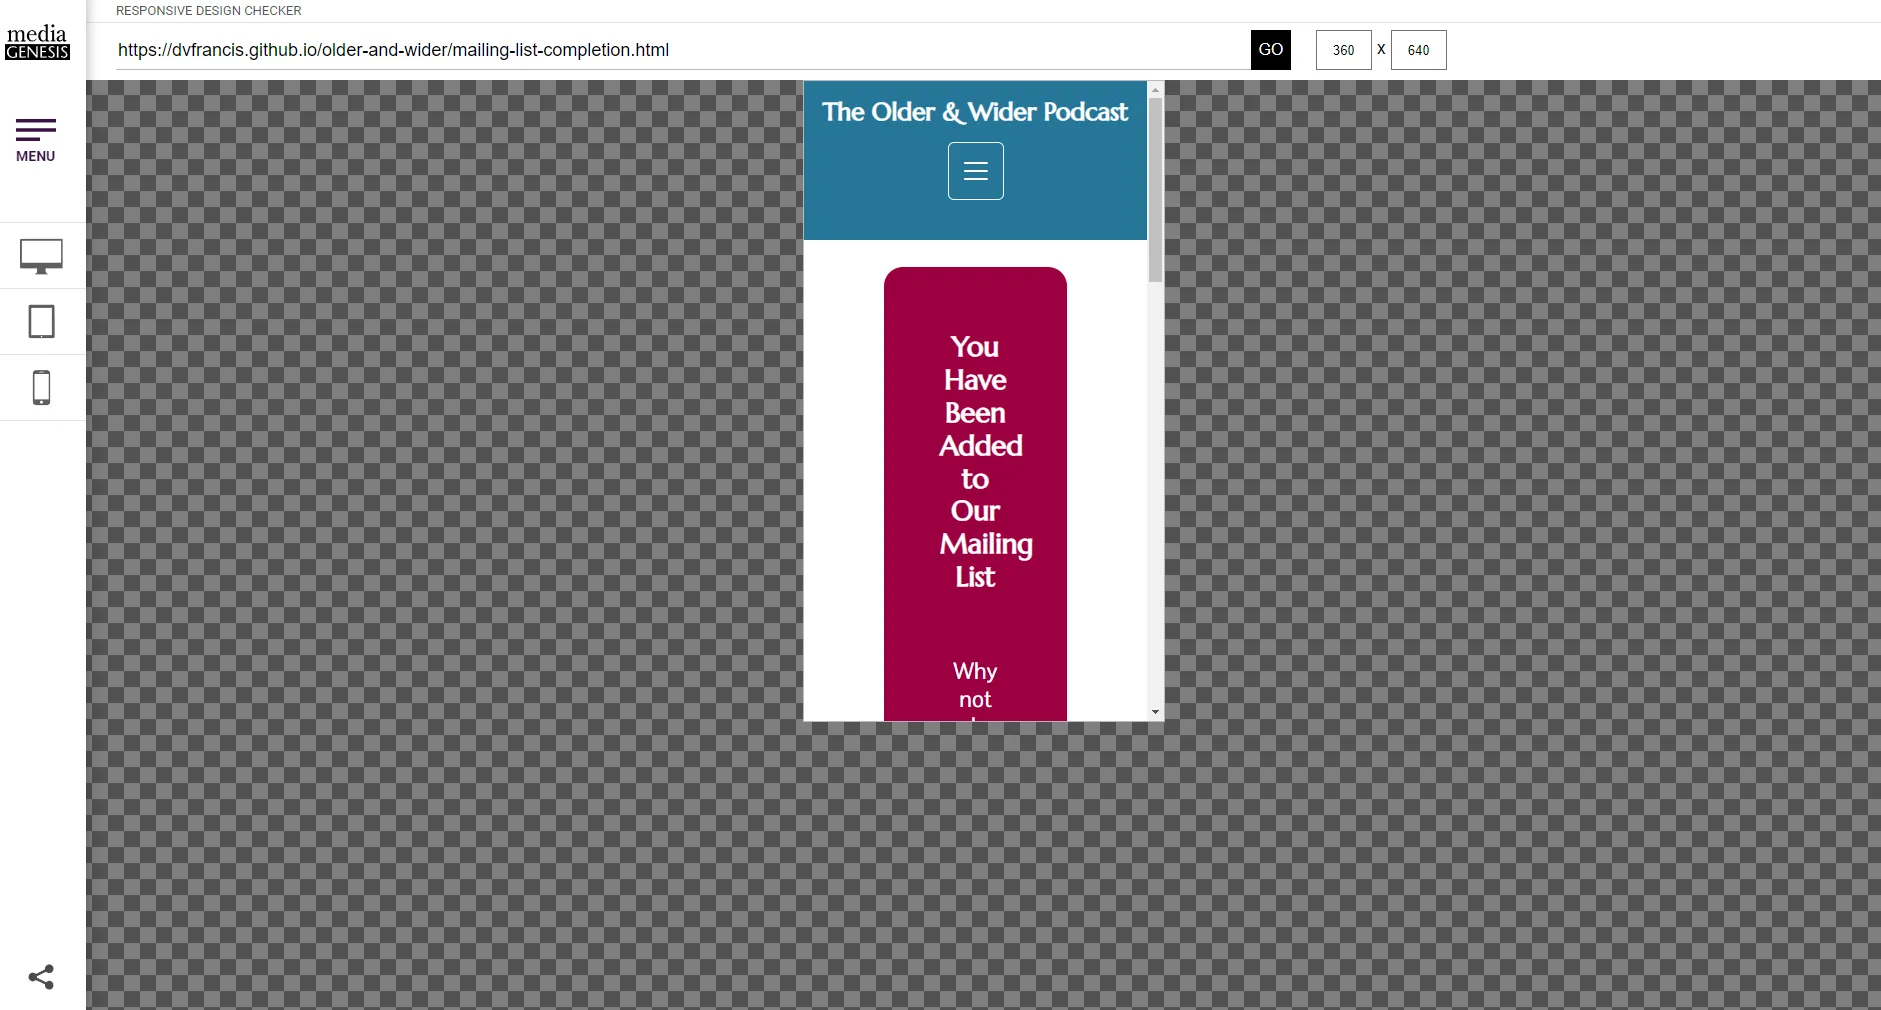 RESPONSIVE DESIGN CHECKER
media
GENESIS
https://dvfrancis.github.io/older-and-wider/mailing-list-completion.html
GO
360 x 640
MENU
The Older & Wider Podcast
You
Have
Been
Added
to
Our
Mailing
List
Why
not